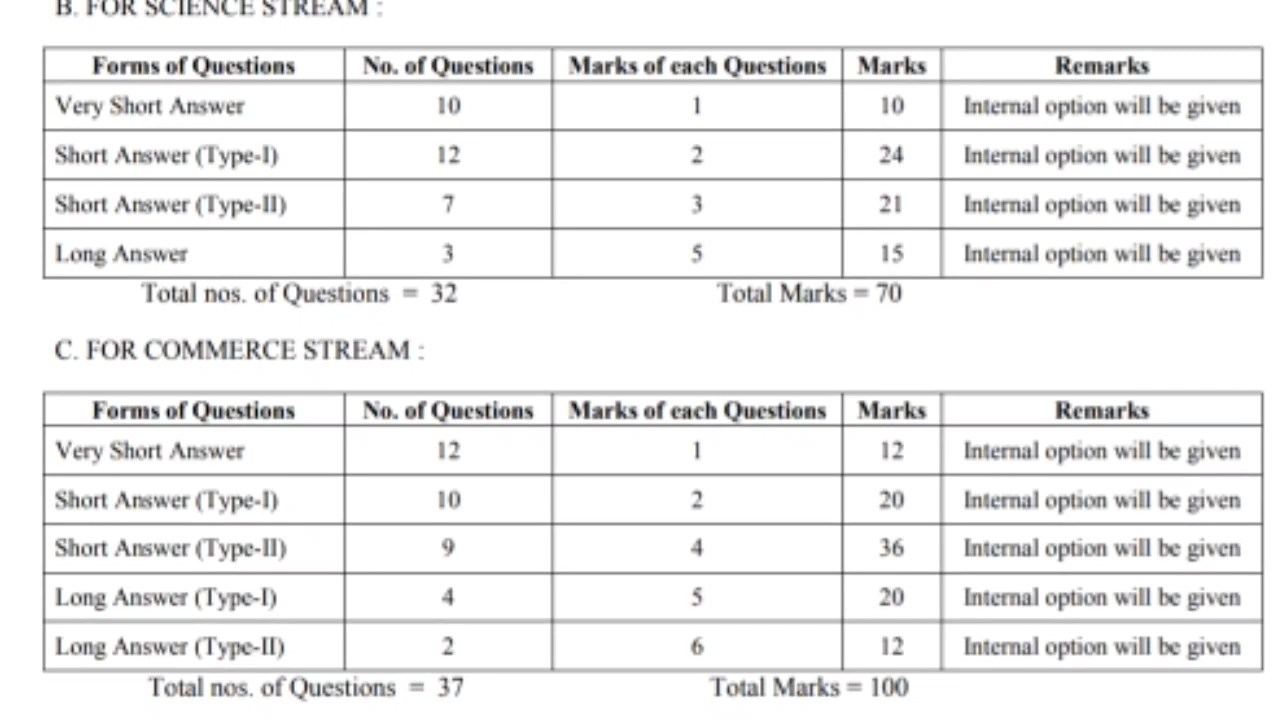 B. FOR SCIENCE STREAM :
Forms of Questions No. of Questions Marks of each Questions Marks Remarks
Very Short Answer 10 1 10 Internal option will be given
Short Answer (Type-I) 12 2 24 Internal option will be given
Short Answer (Type-II) 7 3 21 Internal option will be given
Long Answer 3 5 15 Internal option will be given
Total nos. of Questions = 32 Total Marks = 70
C. FOR COMMERCE STREAM :
Forms of Questions No. of Questions Marks of each Questions Marks Remarks
Very Short Answer 12 1 12 Internal option will be given
Short Answer (Type-I) 10 2 20 Internal option will be given
Short Answer (Type-II) 9 4 36 Internal option will be given
Long Answer (Type-I) 4 5 20 Internal option will be given
Long Answer (Type-II) 2 6 12 Internal option will be given
Total nos. of Questions = 37 Total Marks = 100